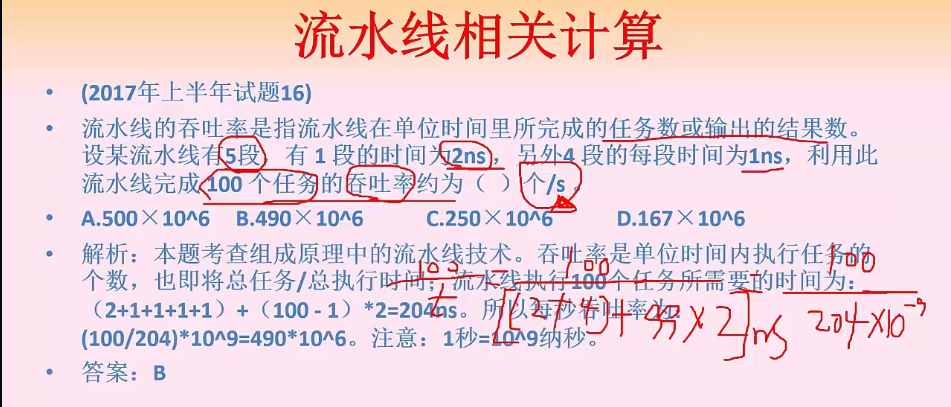 流水线相关计算
• (2017年上半年试题16)
• 流水线的吞吐率是指流水线在单位时间里所完成的任务数或输出的结果数。
设某流水线有5段，有 1 段的时间为2ns，另外4 段的每段时间为1ns，利用此
流水线完成 100 个任务的吞吐率约为（ ）个/s 。
• A.500×10^6 B.490×10^6 C.250×10^6 D.167×10^6
• 解析：本题考查组成原理中的流水线技术。吞吐率是单位时间内执行任务的
个数，也即将总任务/总执行时间；流水线执行100个任务所需要的时间为：
（2+1+1+1+1）+（100 - 1）*2=204ns。所以每秒吞吐率为：
(100/204)*10^9=490*10^6。注意：1秒=10^9纳秒。
• 答案：B
100
t
= 100
[(2+4)+99×2]ns
= 100
204×10^-9